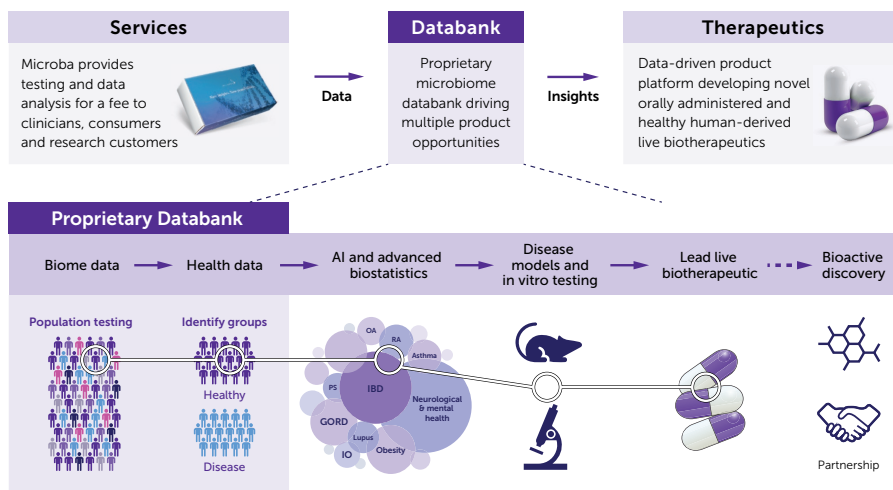 Services
Microba provides
testing and data
analysis for a fee to
clinicians, consumers
and research customers
Data
Databank
Proprietary
microbiome
databank driving
multiple product
opportunities
Insights
Therapeutics
Data-driven product
platform developing novel
orally administered and
healthy human-derived
live biotherapeutics
Proprietary Databank
Biome data
Health data
AI and advanced
biostatistics
Disease
models and
in vitro testing
Lead live
biotherapeutic
Bioactive
discovery
Population testing
Identify groups
Healthy
Disease
OA
RA
Asthma
PS
IBD
Neurological
& mental
health
GORD
Lupus
IO
Obesity
Partnership